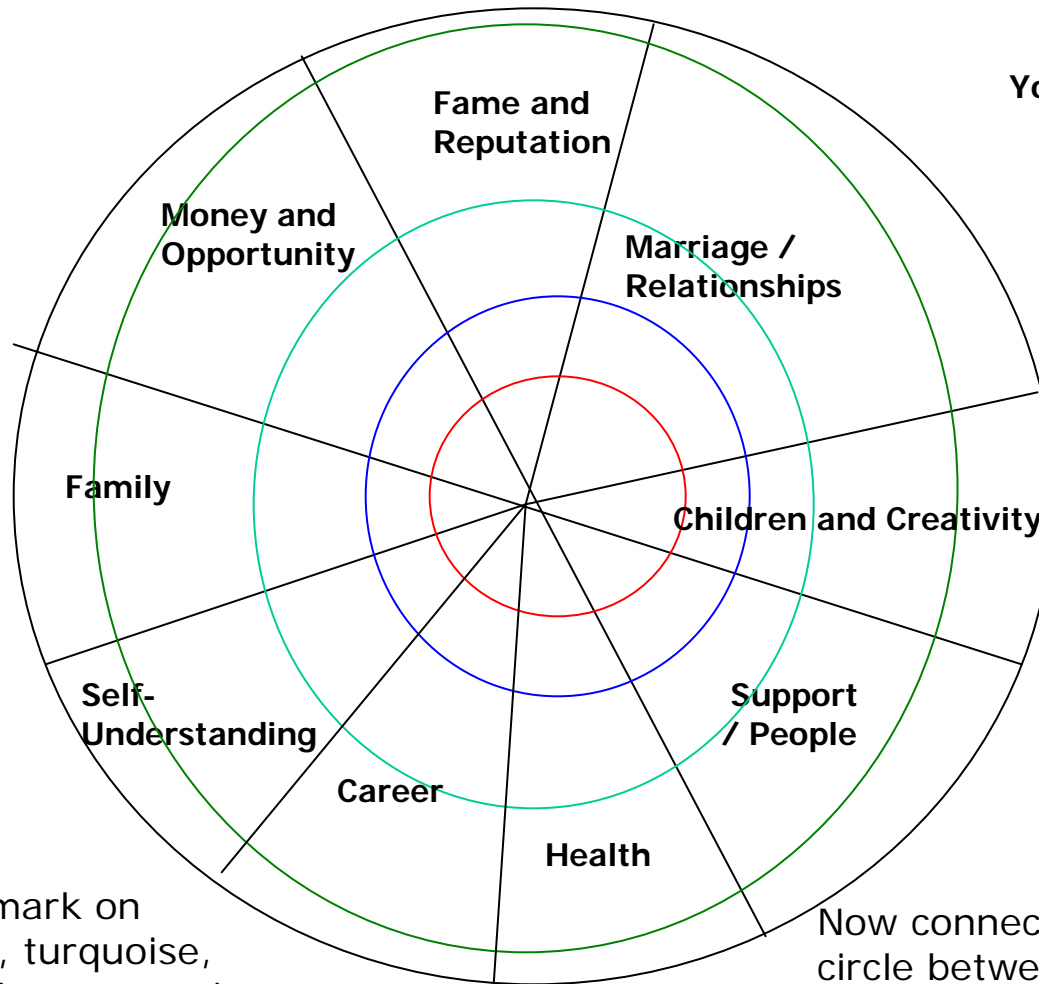 Yo
Fame and
Reputation
Money and
Opportunity
Marriage /
Relationships
Family
Children and Creativity
Self-
Understanding
Support
/ People
Career
Health
mark on
, turquoise,
Now connec
circle betwe